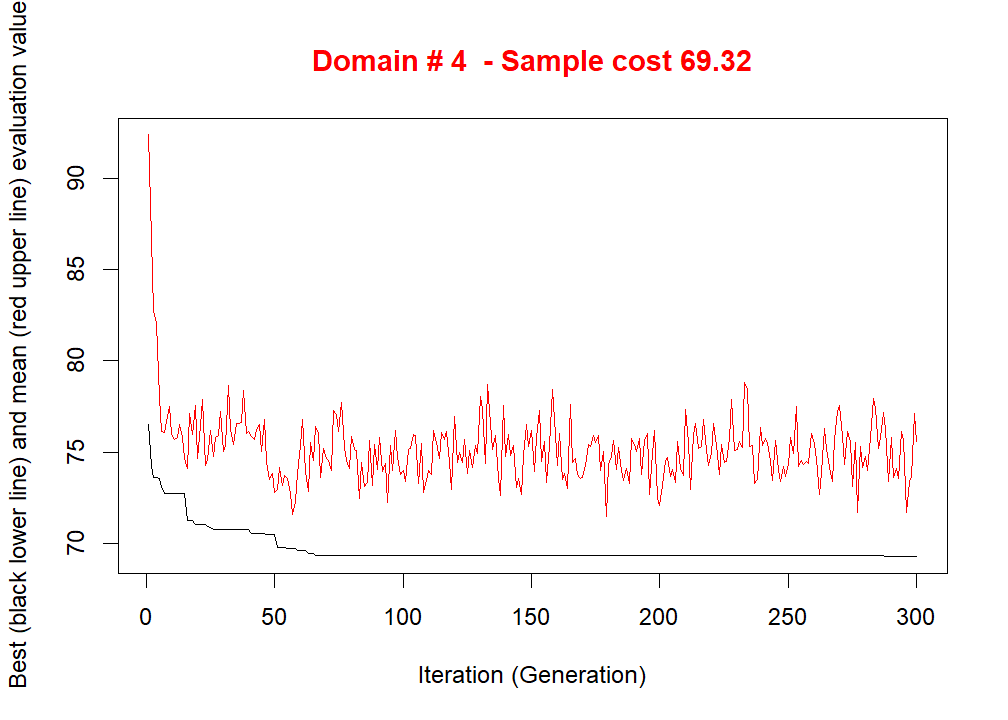 Domain # 4  - Sample cost 69.32
Best (black lower line) and mean (red upper line) evaluation value
90
85
80
75
70
0 50 100 150 200 250 300
Iteration (Generation)